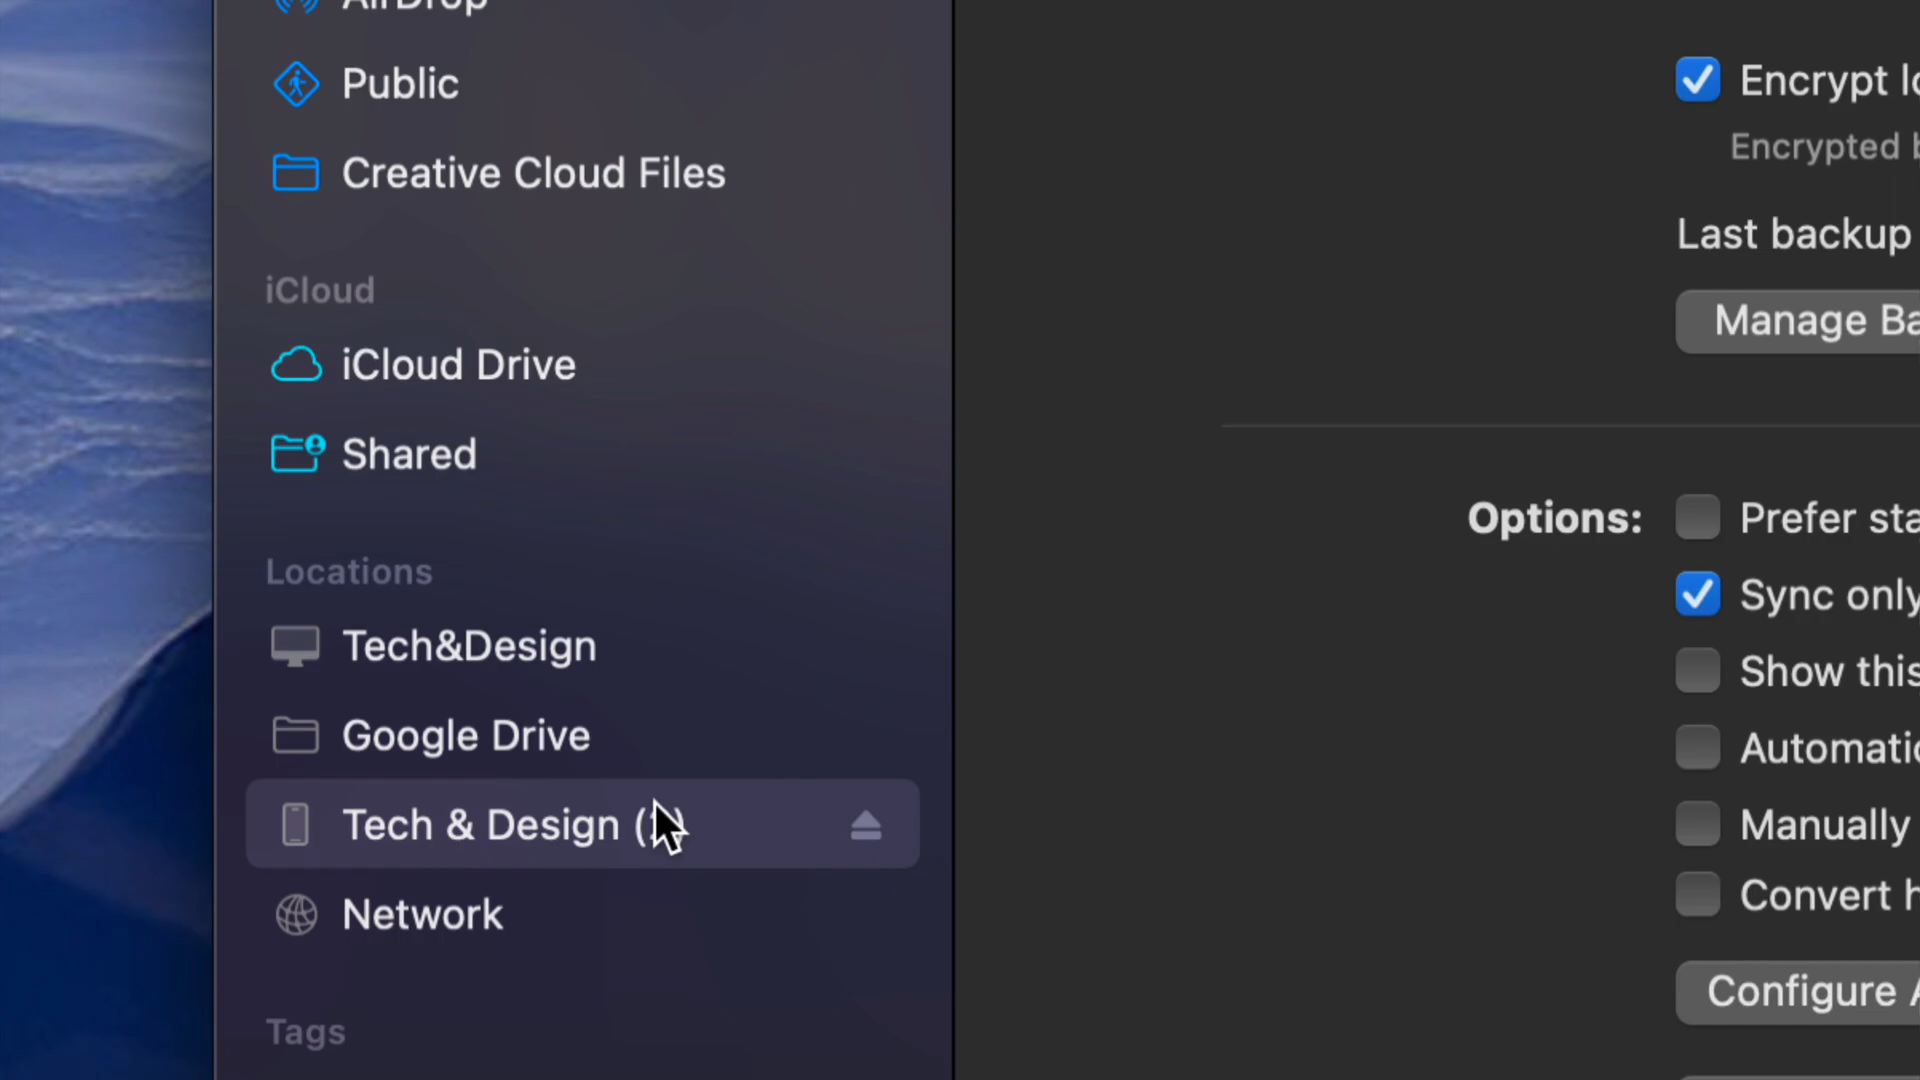 AirDrop
Public
Creative Cloud Files
iCloud
iCloud Drive
Shared
Locations
Tech&Design
Google Drive
Tech & Design
Network
Tags
Encrypt
Encrypted
Last backup
Manage
Options:
Prefer
Sync only
Show this
Manually
Convert
Configure